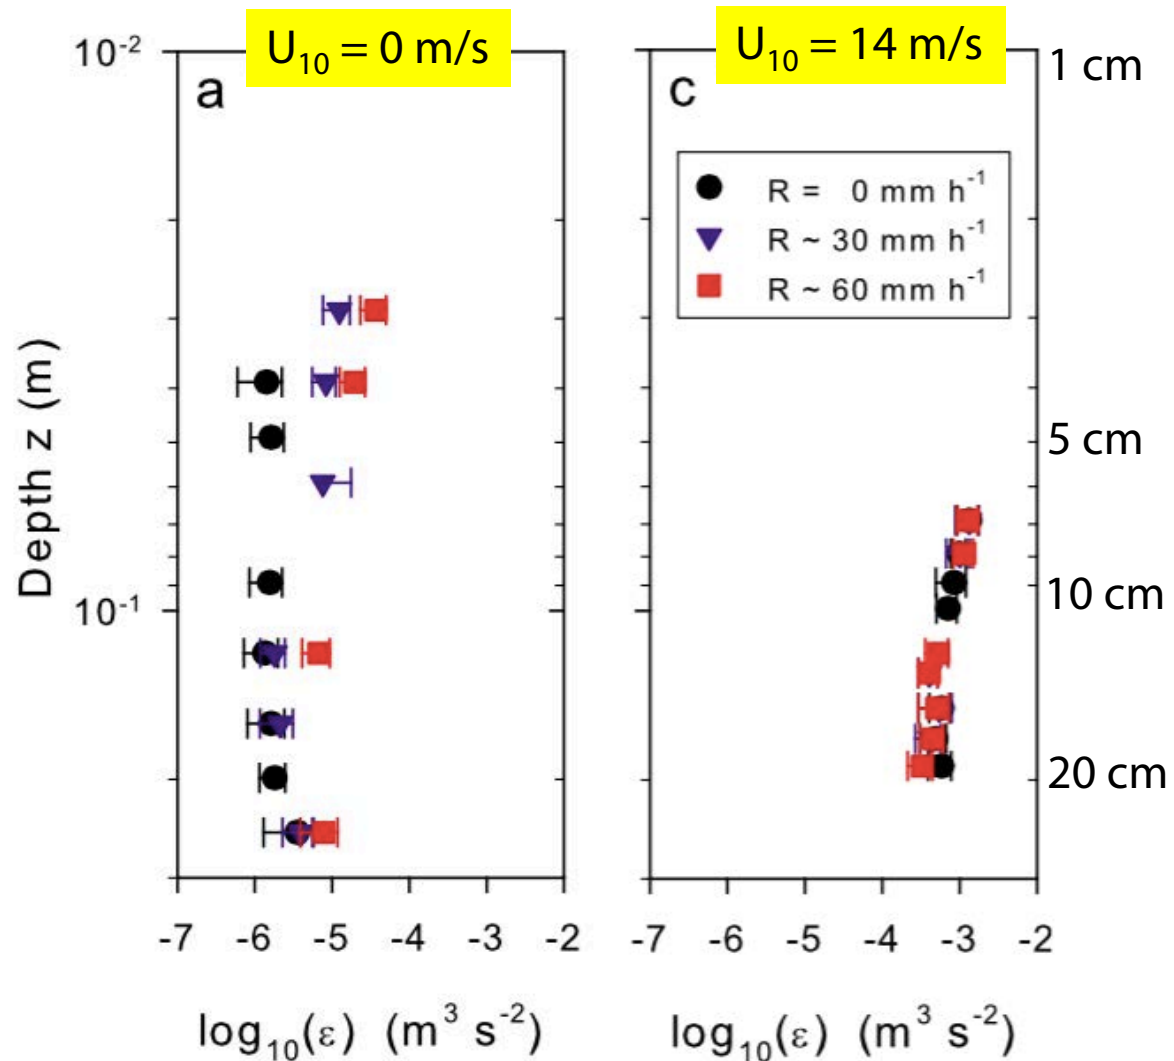 U₁₀ = 0 m/s
U₁₀ = 14 m/s
10⁻²
a
c
1 cm
R = 0 mm h⁻¹
R ~ 30 mm h⁻¹
R ~ 60 mm h⁻¹
Depth z (m)
5 cm
10⁻¹
10 cm
20 cm
-7 -6 -5 -4 -3 -2
-7 -6 -5 -4 -3 -2
log₁₀(ε) (m³ s⁻²)
log₁₀(ε) (m³ s⁻²)